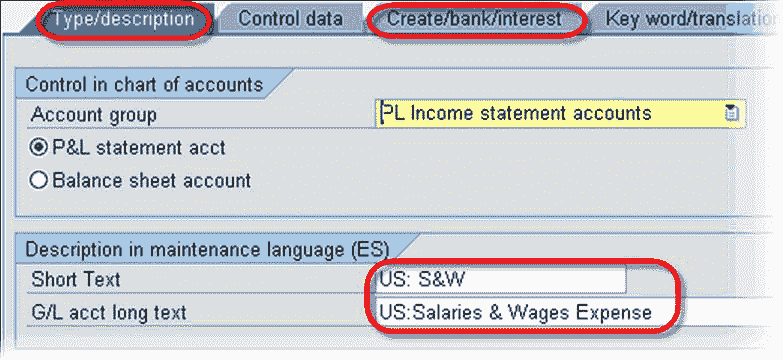 Type/description Control data Create/bank/interest Key word/translation
Control in chart of accounts
Account group PL Income statement accounts
P&L statement acct
Balance sheet account
Description in maintenance language (ES)
Short Text US: S&W
G/L acct long text US:Salaries & Wages Expense